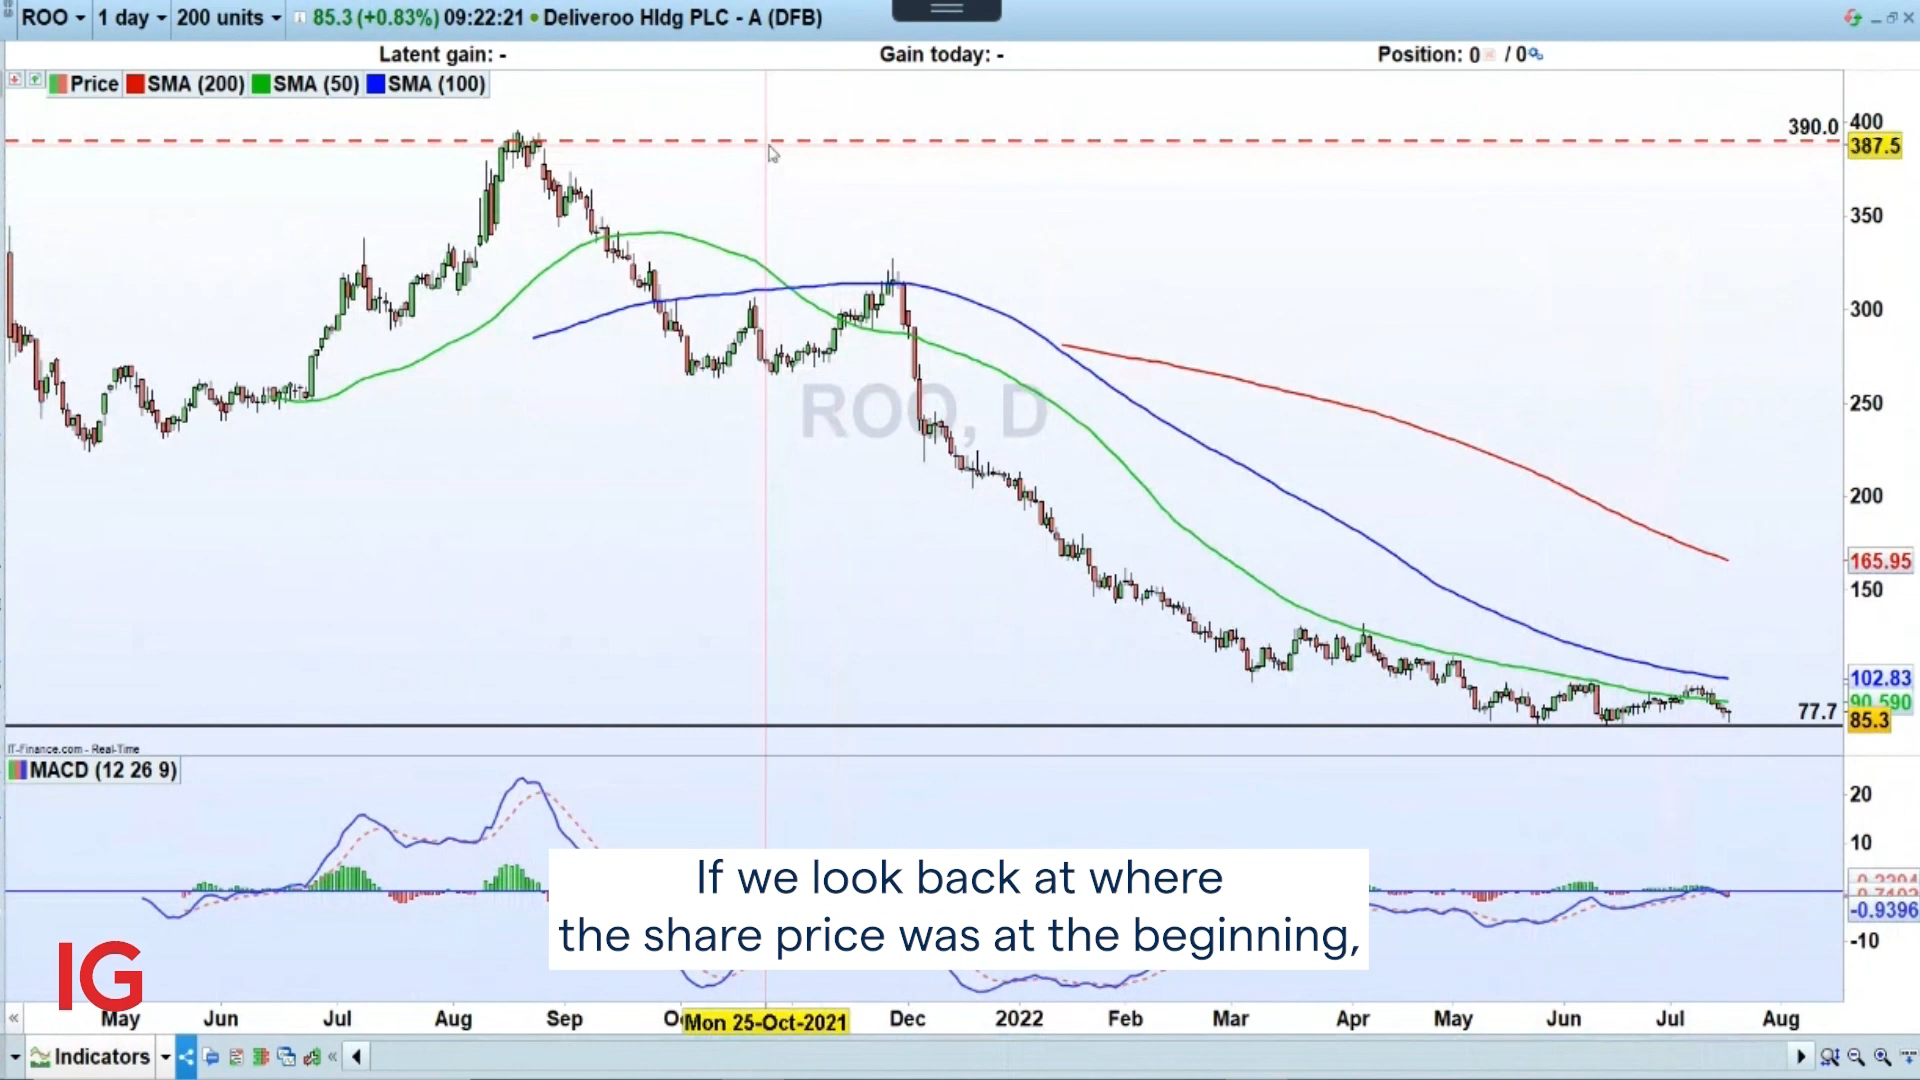 ROO 1 day 200 units 85.3 (+0.83%) 09:22:21 • Deliveroo Hldg PLC - A (DFB)
Latent gain: - Gain today: - Position: 0 / 0
Price SMA (200) SMA (50) SMA (100)
400
390.0
387.5
350
300
250
ROO, D
200
165.95
150
102.83
90.590
77.7
85.3
IT-Finance.com - Real-Time
MACD (12 26 9)
20
10
-0.9396
-10
If we look back at where
the share price was at the beginning,
IG
May Jun Jul Aug Sep Mon 25-Oct-2021 Dec 2022 Feb Mar Apr May Jun Jul Aug
Indicators